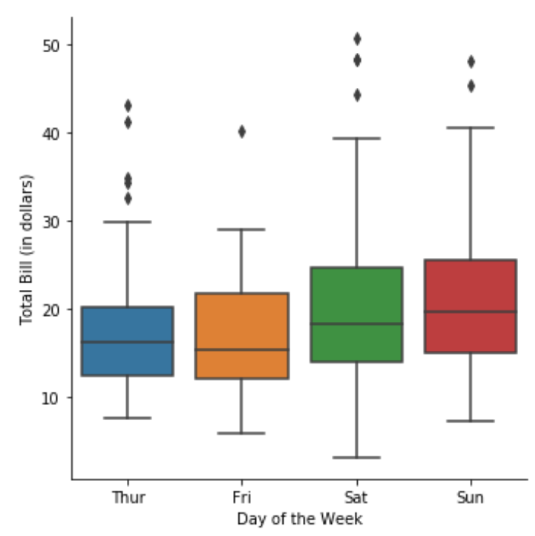 Total Bill (in dollars)
50
40
30
20
10
Thur Fri Sat Sun
Day of the Week